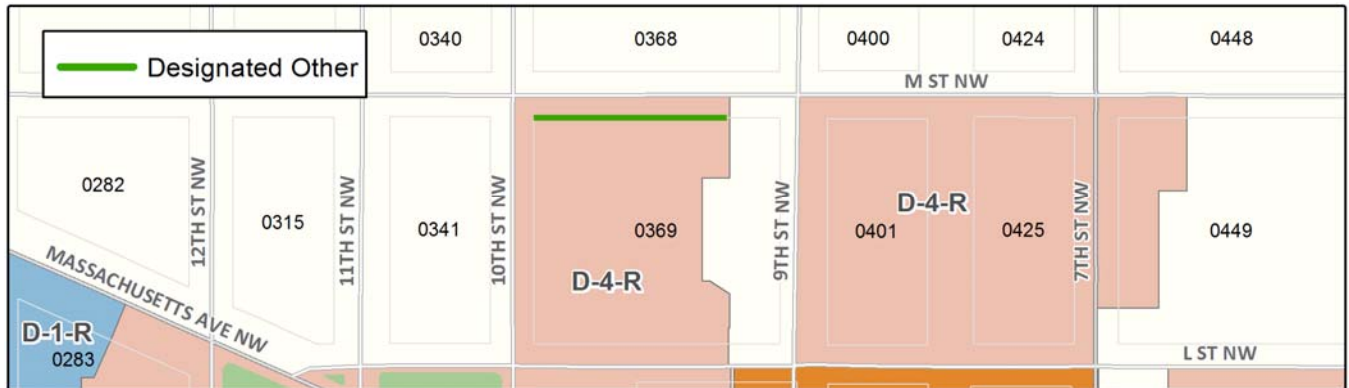 0340
0368
0400
0424
0448
Designated Other
M ST NW
0282
12TH ST NW
0315
11TH ST NW
0341
10TH ST NW
0369
D-4-R
9TH ST NW
0401
D-4-R
0425
7TH ST NW
0449
MASSACHUSETTS AVE NW
D-1-R
0283
L ST NW